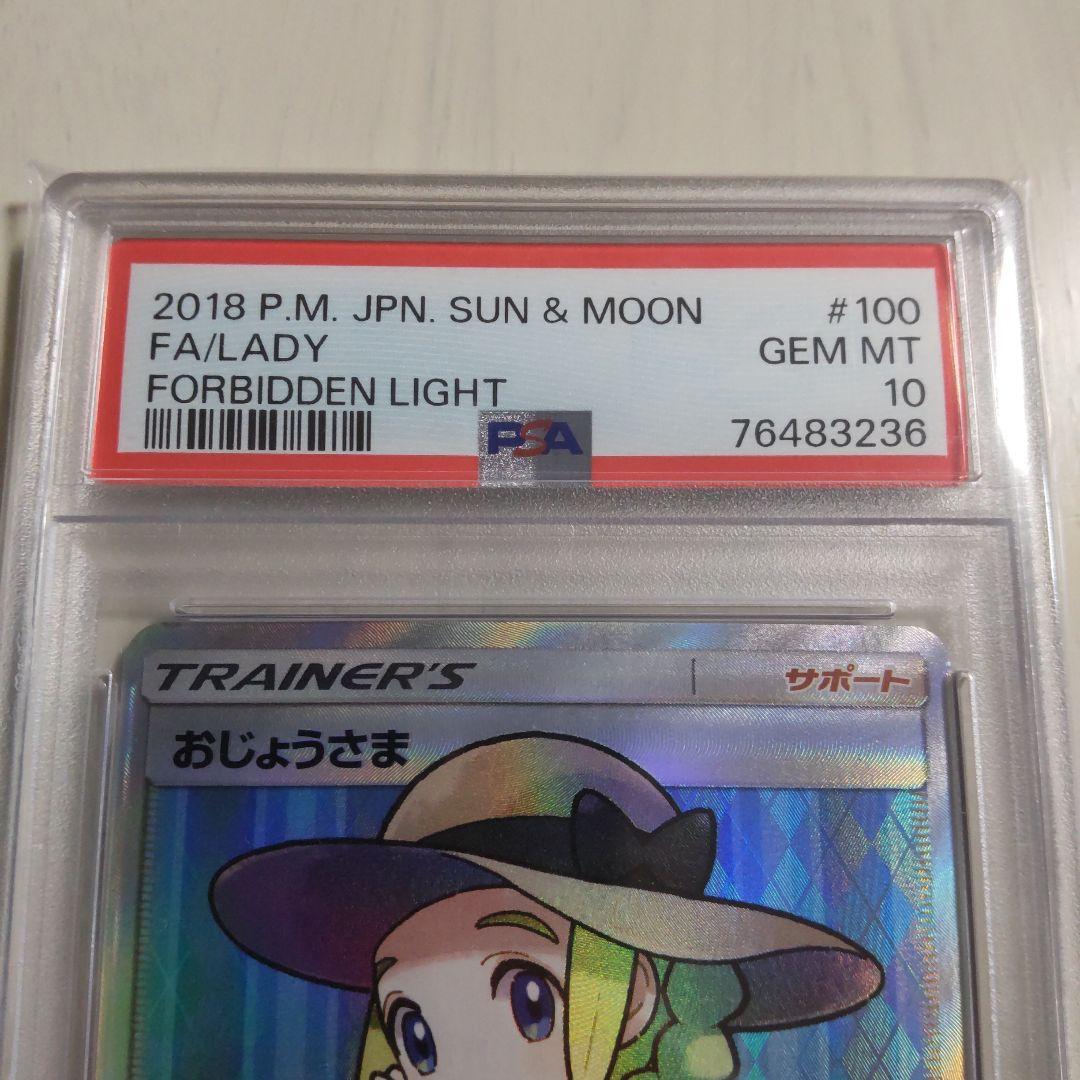 2018 P.M. JPN. SUN & MOON #100
FA/LADY GEM MT
FORBIDDEN LIGHT 10
PSA 76483236
TRAINER'S サポート
おじょうさま